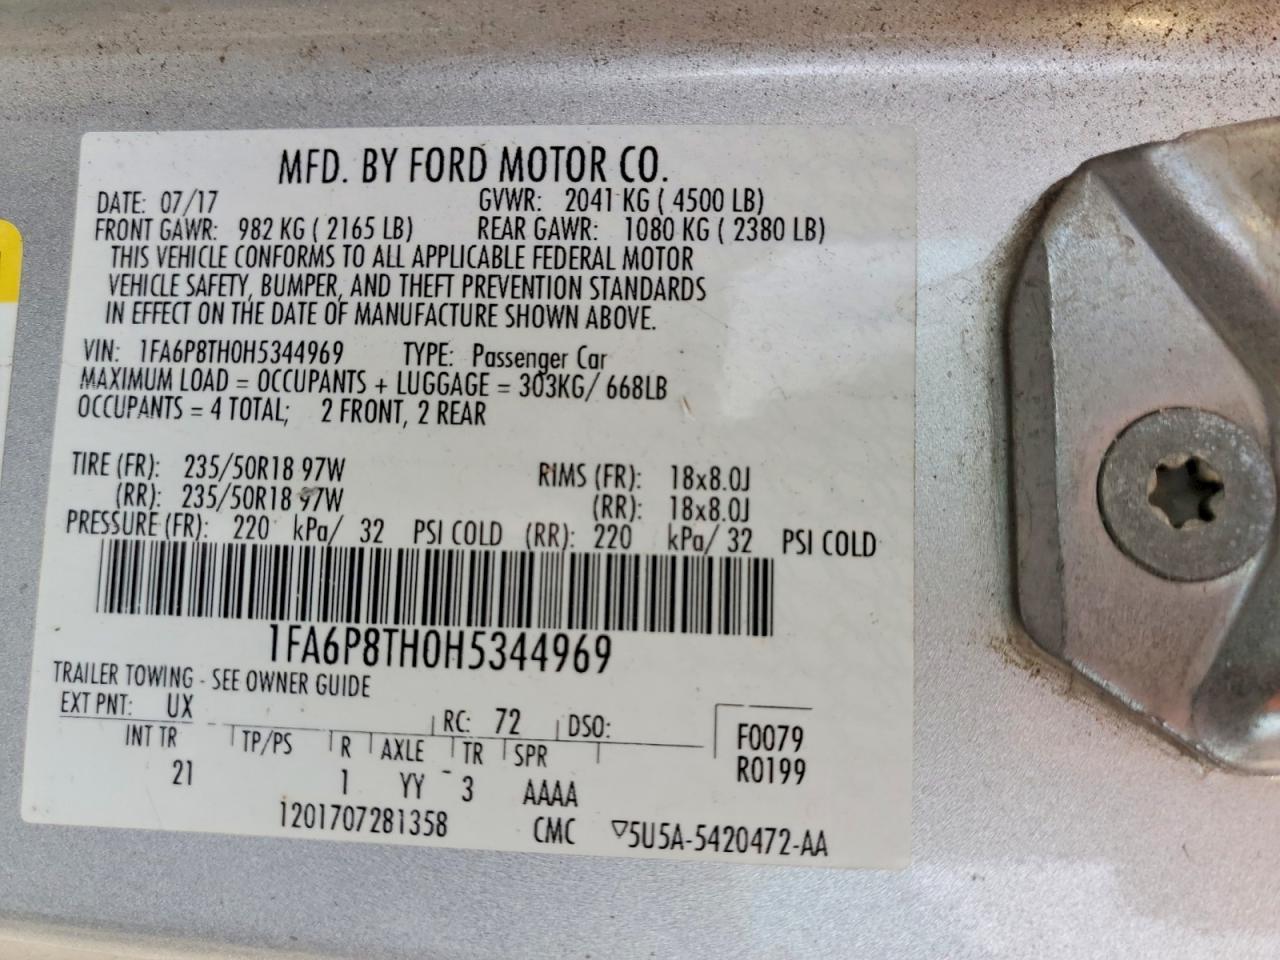 MFD. BY FORD MOTOR CO.
DATE: 07/17 GVWR: 2041 KG ( 4500 LB)
FRONT GAWR: 982 KG ( 2165 LB) REAR GAWR: 1080 KG ( 2380 LB)
THIS VEHICLE CONFORMS TO ALL APPLICABLE FEDERAL MOTOR
VEHICLE SAFETY, BUMPER, AND THEFT PREVENTION STANDARDS
IN EFFECT ON THE DATE OF MANUFACTURE SHOWN ABOVE.
VIN: 1FA6P8TH0H5344969 TYPE: Passenger Car
MAXIMUM LOAD = OCCUPANTS + LUGGAGE = 303KG/ 668LB
OCCUPANTS = 4 TOTAL; 2 FRONT, 2 REAR
TIRE (FR): 235/50R18 97W RIMS (FR): 18x8.0J
(RR): 235/50R18 97W (RR): 18x8.0J
PRESSURE (FR): 220 kPa/ 32 PSI COLD (RR): 220 kPa/ 32 PSI COLD
1FA6P8TH0H5344969
TRAILER TOWING - SEE OWNER GUIDE
EXT PNT: UX RC: 72 DSO: F0079
INT TR TP/PS R AXLE TR SPR R0199
21 1 YY 3 AAAA
1201707281358 CMC ▽5U5A-5420472-AA